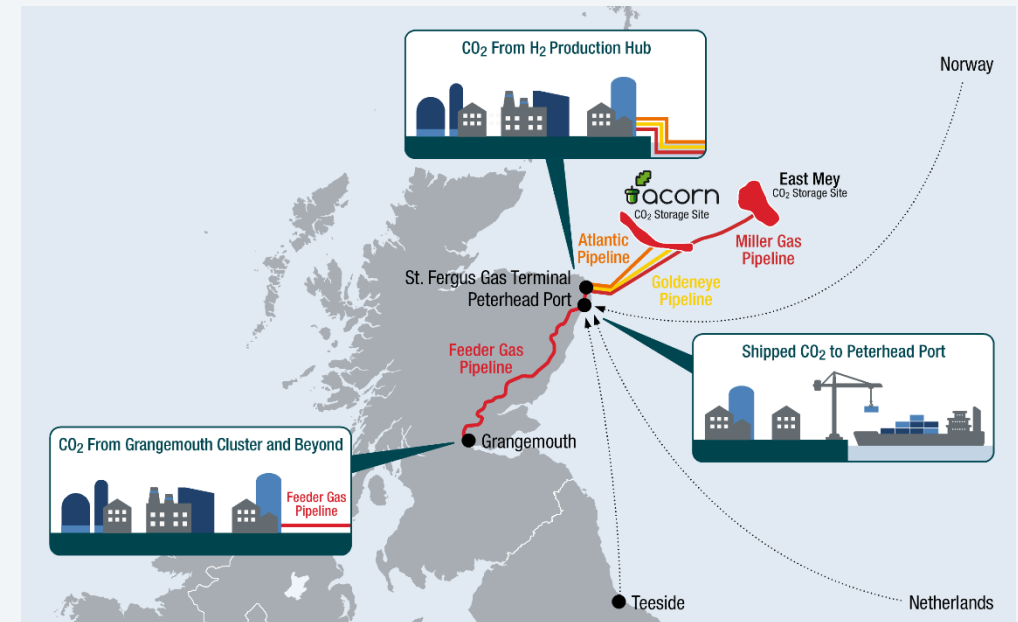 CO₂ From H₂ Production Hub
Norway
acorn
CO₂ Storage Site
East Mey
CO₂ Storage Site
Atlantic
Pipeline
Miller Gas
Pipeline
St. Fergus Gas Terminal
Goldeneye
Pipeline
Peterhead Port
Feeder Gas
Pipeline
Shipped CO₂ to Peterhead Port
CO₂ From Grangemouth Cluster and Beyond
Grangemouth
Feeder Gas
Pipeline
Teeside
Netherlands